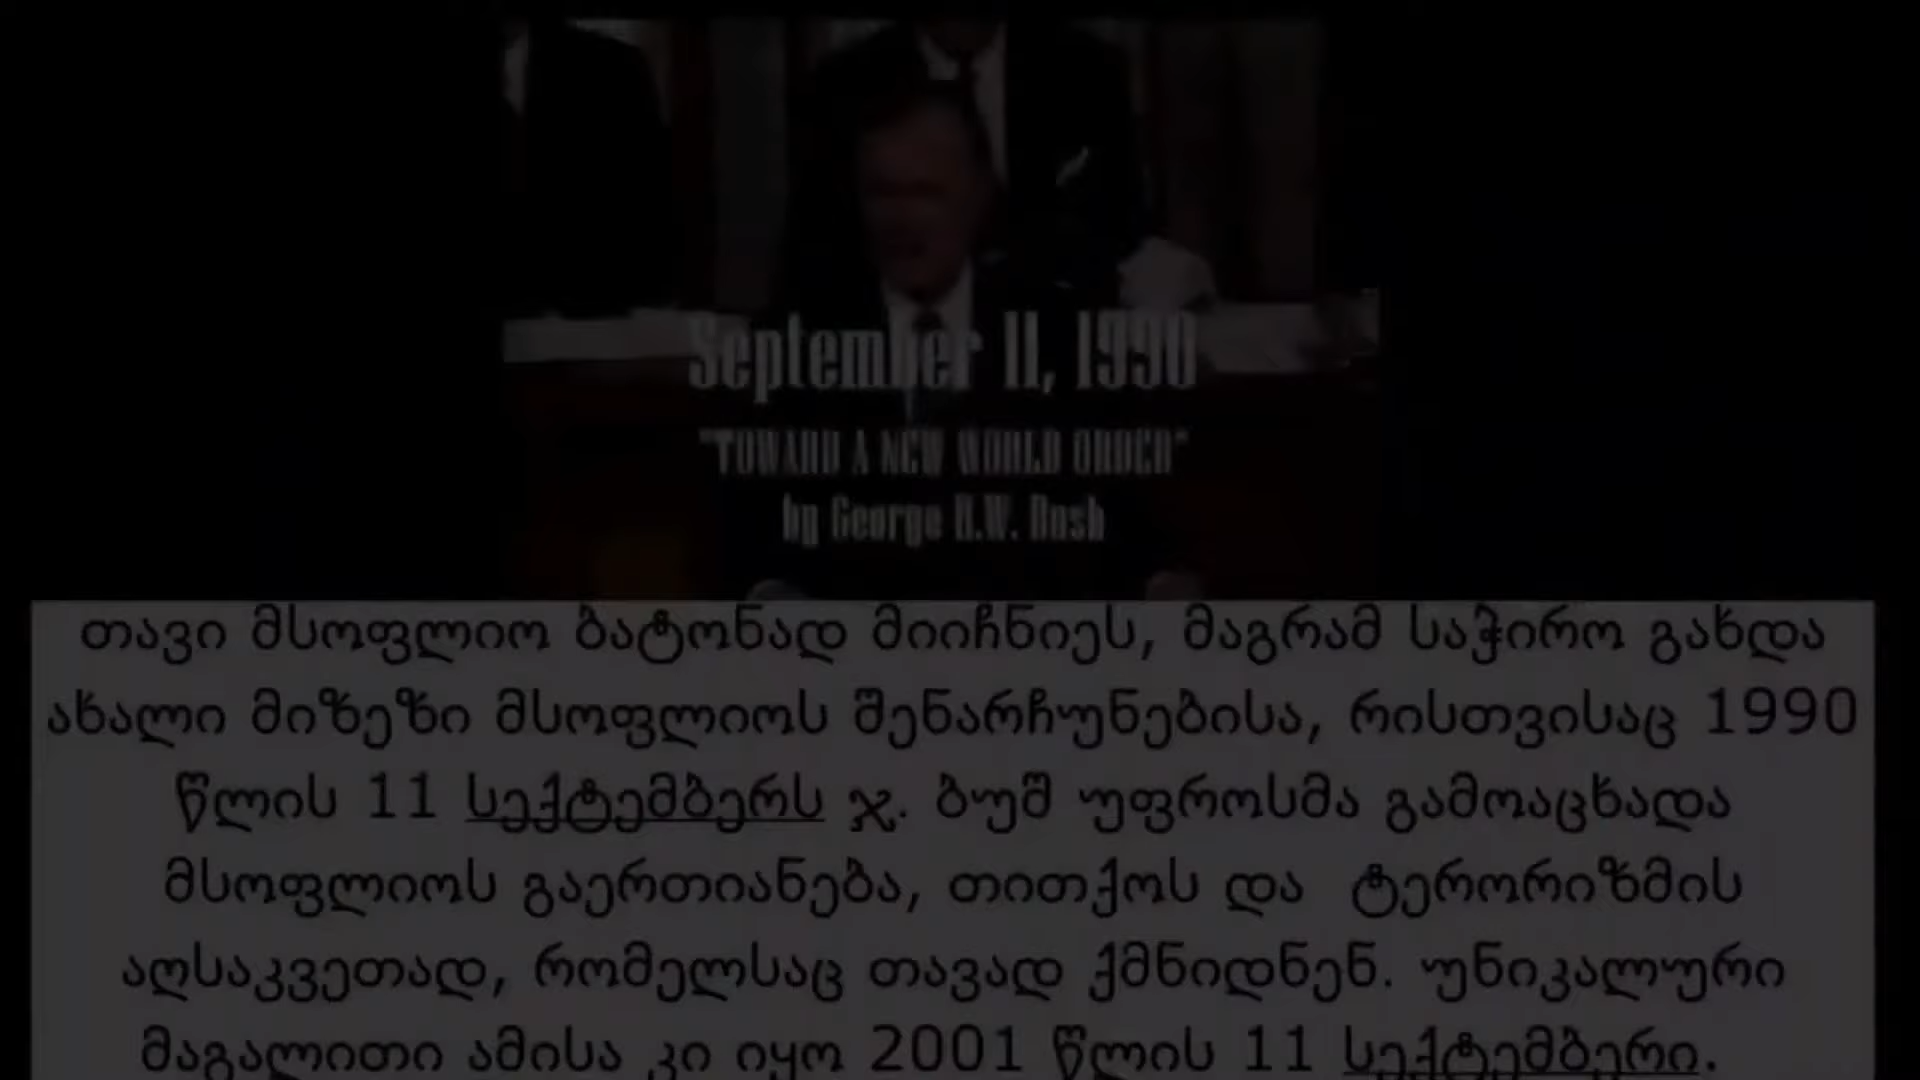 September 11, 1990
"TOWARD A NEW WORLD ORDER"
by George H.W. Bush
თავი მსოფლიო ბატონად მიიჩნიეს, მაგრამ საჭირო გახდა
ახალი მიზეზი მსოფლიოს შენარჩუნებისა, რისთვისაც 1990
წლის 11 სექტემბერს ჯ. ბუშ უფროსმა გამოაცხადა
მსოფლიოს გაერთიანება, თითქოს და ტერორიზმის
აღსაკვეთად, რომელსაც თავად ქმნიდნენ. უნიკალური
მაგალითი ამისა კი იყო 2001 წლის 11 სექტემბერი.